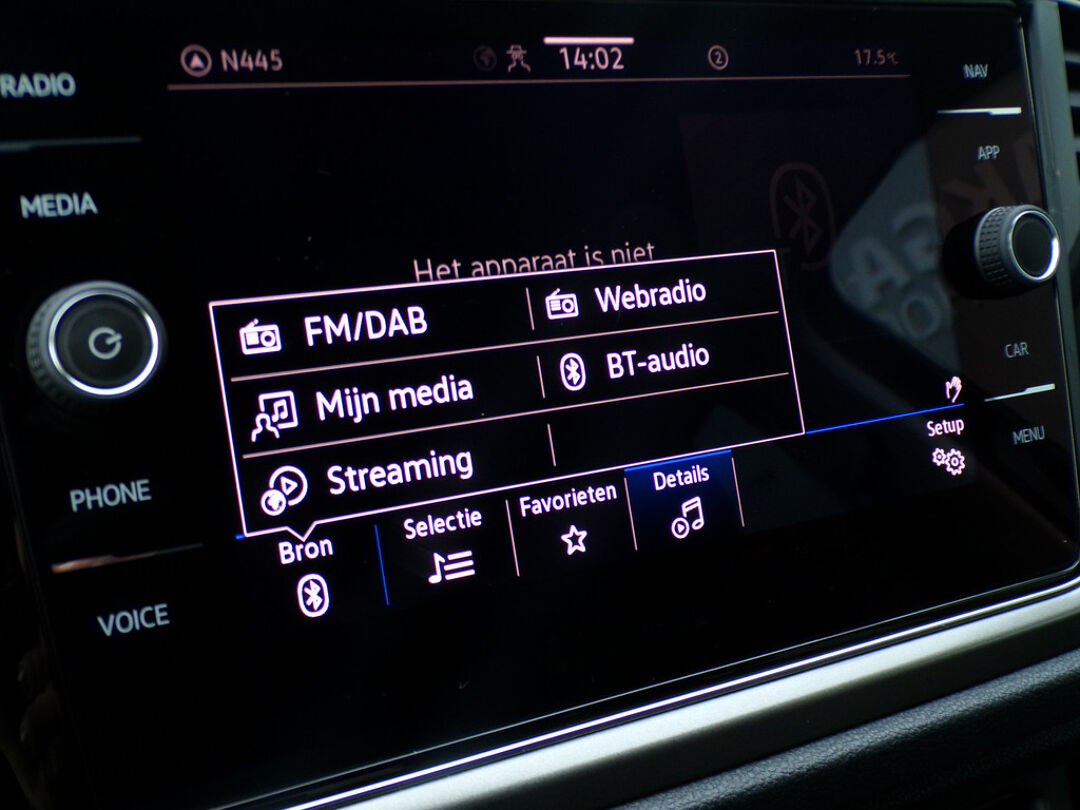 N445
14:02
2
17.5°C
RADIO
MEDIA
PHONE
VOICE
NAV
APP
CAR
MENU
Het apparaat is niet
FM/DAB
Webradio
Mijn media
BT-audio
Streaming
Bron
Selectie
Favorieten
Details
Setup